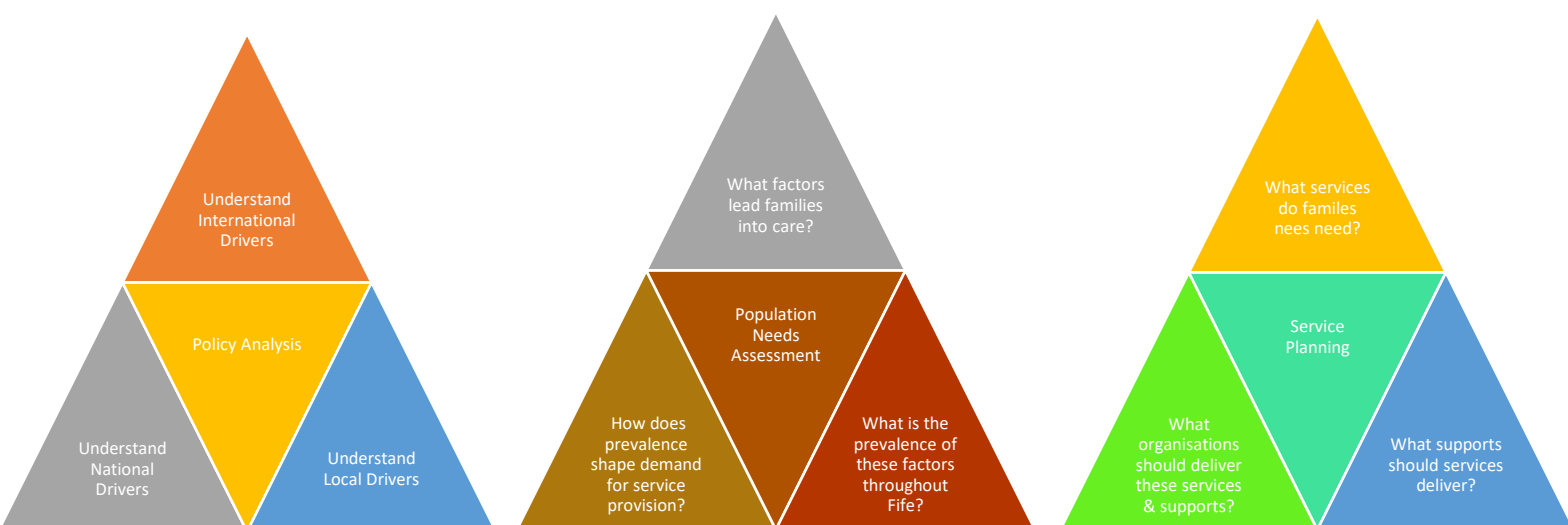 Understand
International
Drivers
Policy Analysis
Understand
National
Drivers
Understand
Local Drivers
What factors
lead families
into care?
Population
Needs
Assessment
How does
prevalence
shape demand
for service
provision?
What is the
prevalence of
these factors
throughout
Fife?
What services
do familes
nees need?
Service
Planning
What
organisations
should deliver
these services
& supports?
What supports
should services
deliver?